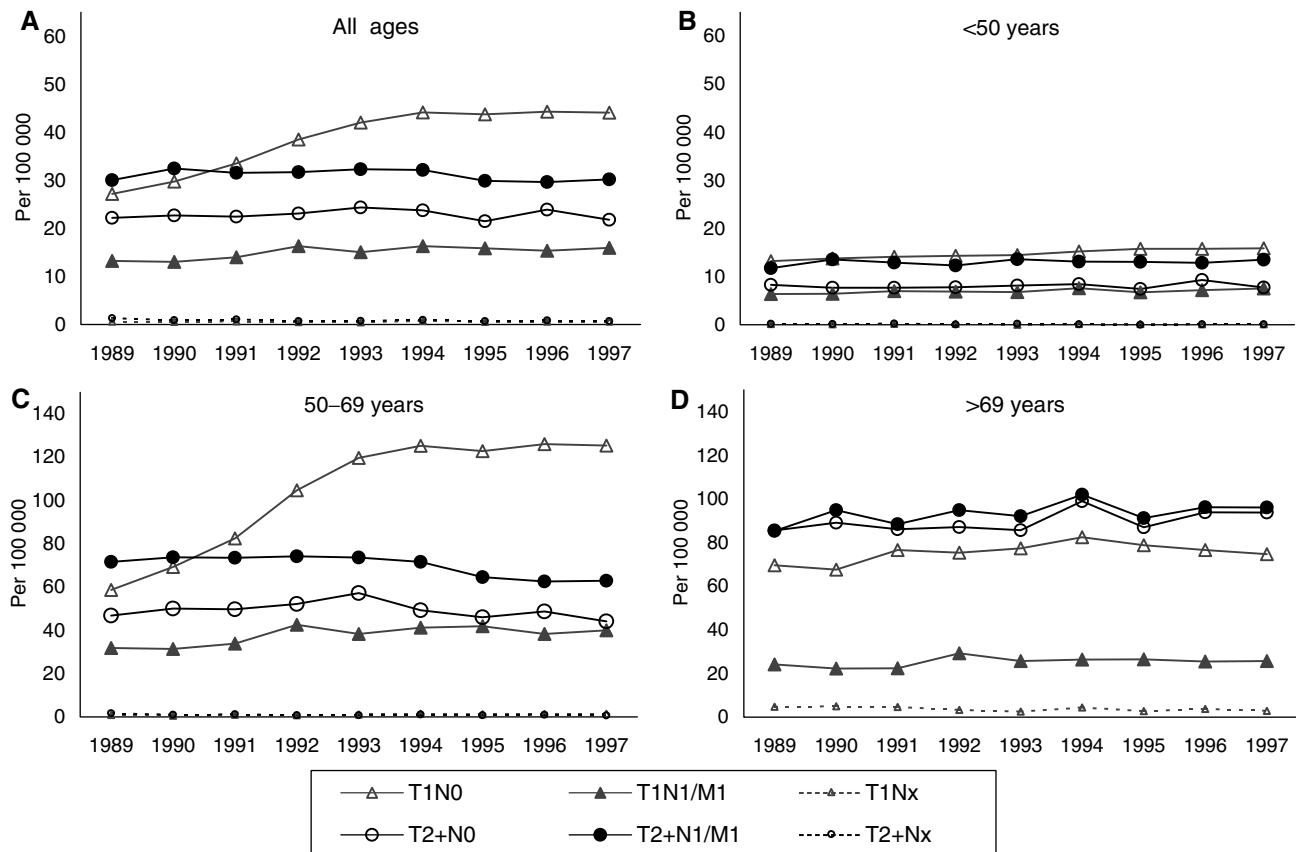 A
All ages
60
50
40
30
20
10
0
Per 100 000
1989 1990 1991 1992 1993 1994 1995 1996 1997
B
<50 years
60
50
40
30
20
10
0
Per 100 000
1989 1990 1991 1992 1993 1994 1995 1996 1997
C
50–69 years
140
120
100
80
60
40
20
0
Per 100 000
1989 1990 1991 1992 1993 1994 1995 1996 1997
D
>69 years
140
120
100
80
60
40
20
0
Per 100 000
1989 1990 1991 1992 1993 1994 1995 1996 1997
T1N0 T1N1/M1 T1Nx
T2+N0 T2+N1/M1 T2+Nx